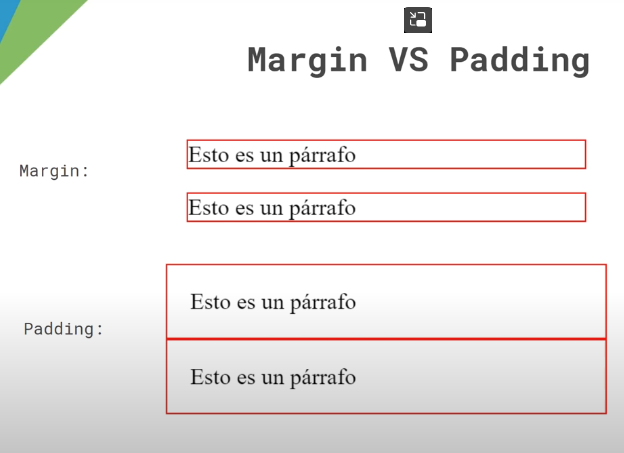 Margin VS Padding
Margin:
Esto es un párrafo
Esto es un párrafo
Padding:
Esto es un párrafo
Esto es un párrafo